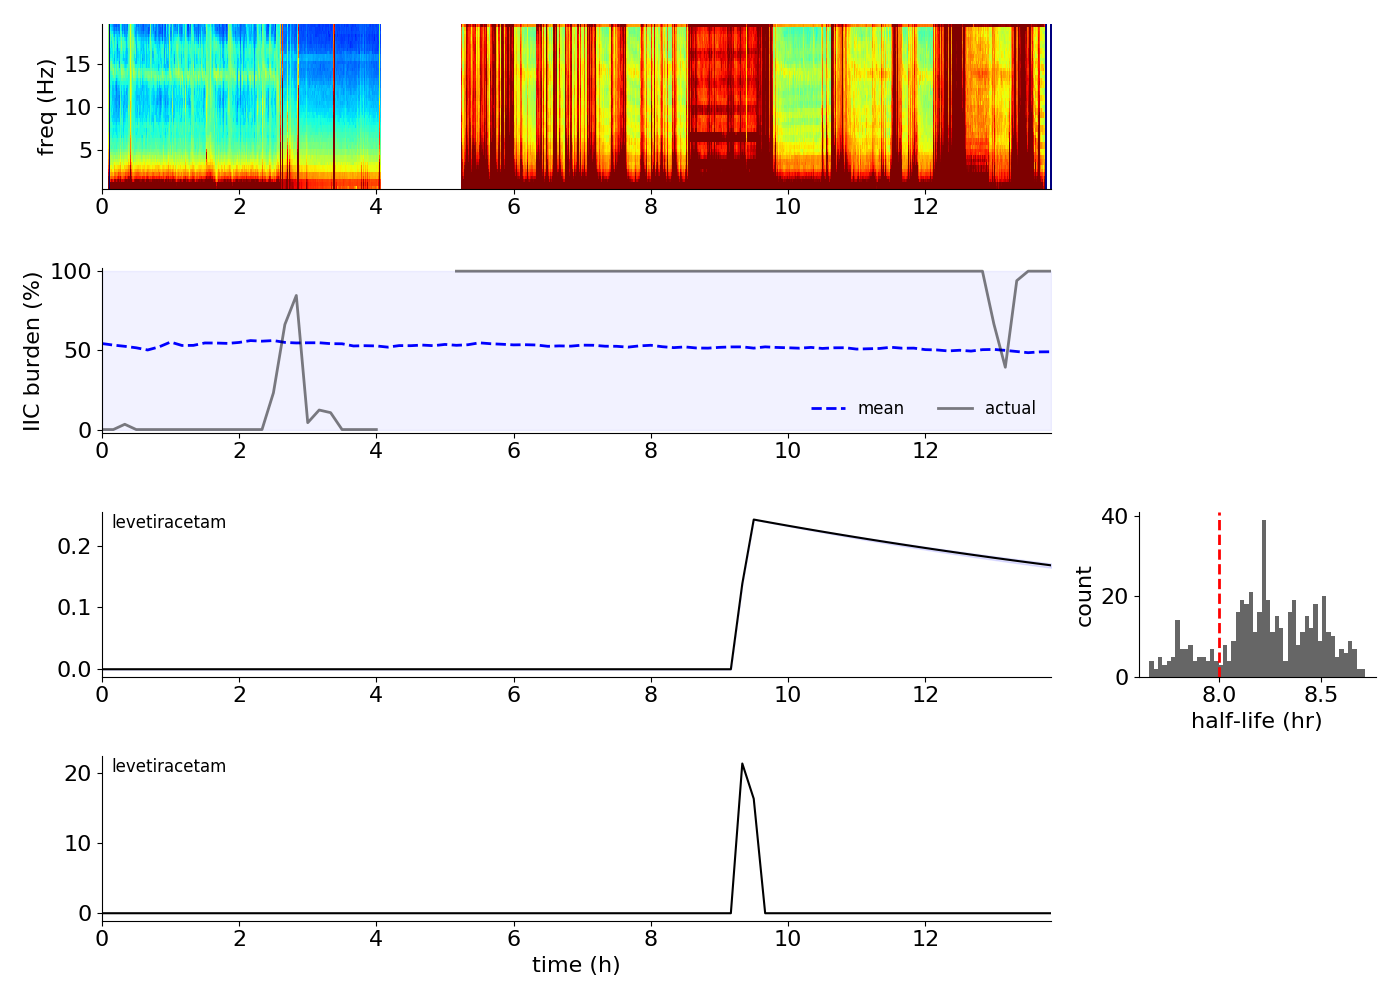 freq (Hz)
15
10
5
0 2 4 6 8 10 12
IIC burden (%)
100
50
0
mean actual
0 2 4 6 8 10 12
levetiracetam
0.2
0.1
0.0
0 2 4 6 8 10 12
count
40
20
0
8.0 8.5
half-life (hr)
levetiracetam
20
10
0
0 2 4 6 8 10 12
time (h)